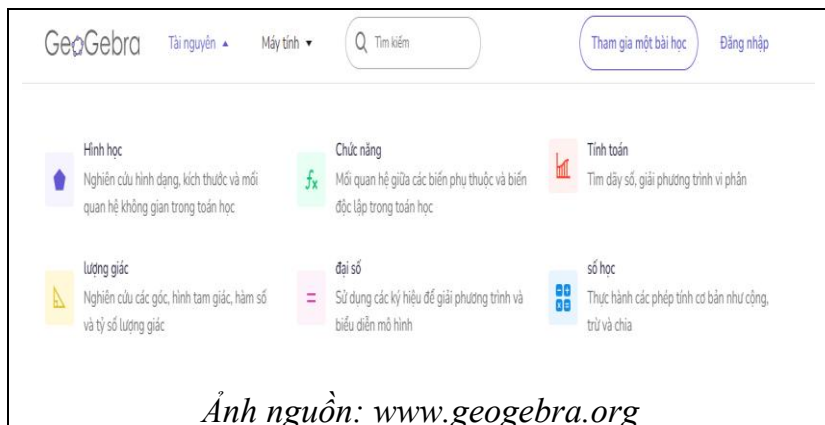 GeoGebra Tài nguyên ▲ Máy tính ▼ Tìm kiếm Tham gia một bài học Đăng nhập
Hình học
Nghiên cứu hình dạng, kích thước và mối
quan hệ không gian trong toán học
Chức năng
Mối quan hệ giữa các biến phụ thuộc và biến
độc lập trong toán học
Tính toán
Tìm dãy số, giải phương trình vi phân
lượng giác
Nghiên cứu các góc, hình tam giác, hàm số
và tỷ số lượng giác
đại số
Sử dụng các ký hiệu để giải phương trình và
biểu diễn mô hình
số học
Thực hành các phép tính cơ bản như cộng,
trừ và chia
Ảnh nguồn: www.geogebra.org